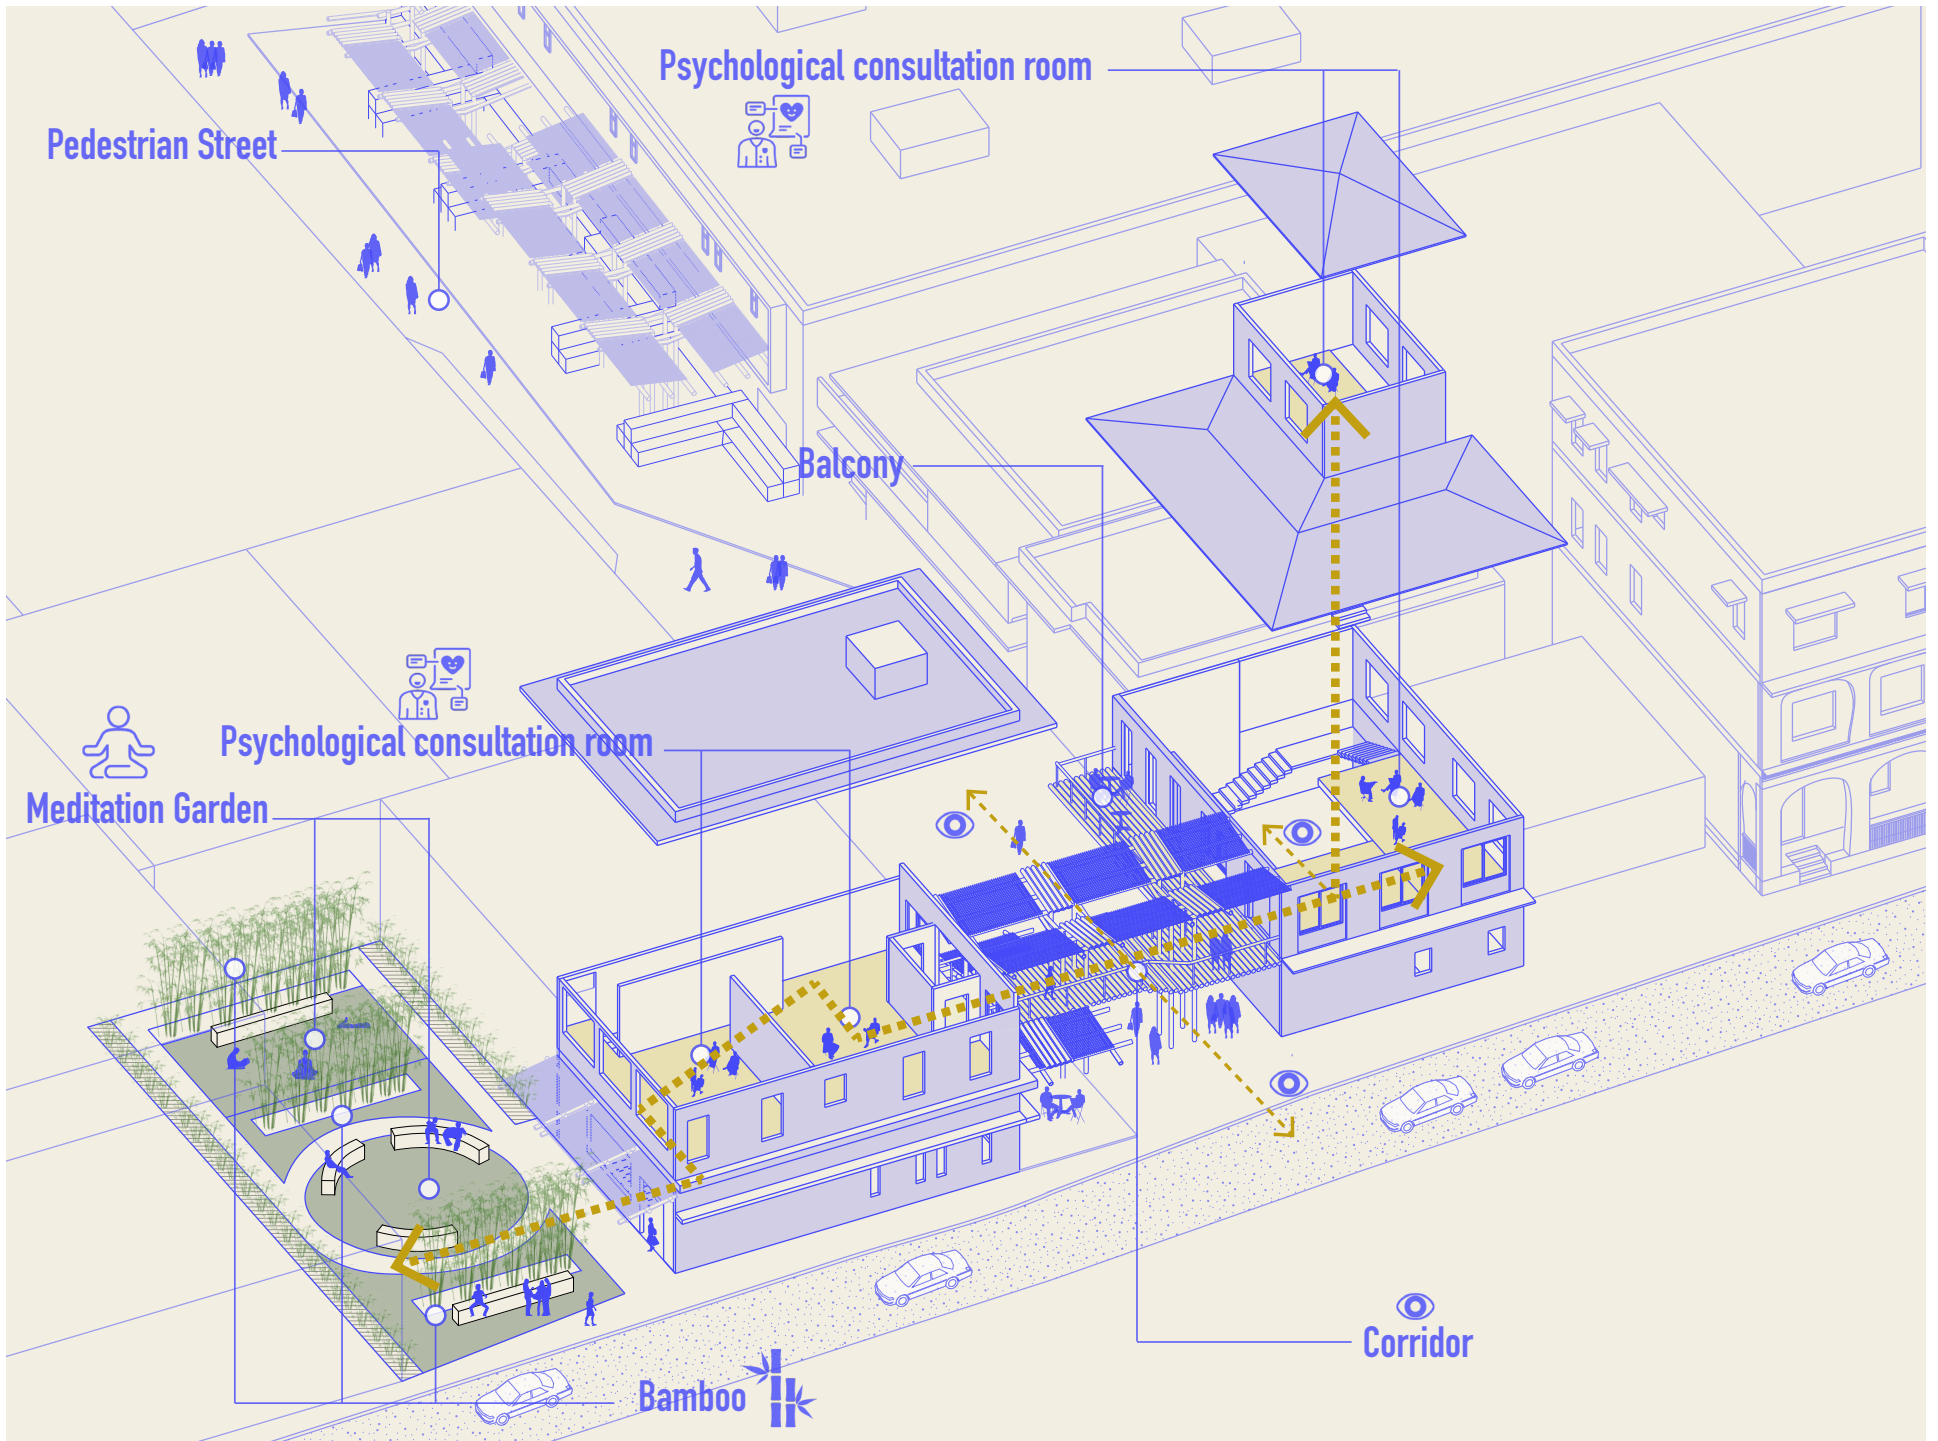 Psychological consultation room
Pedestrian Street
Balcony
Psychological consultation room
Meditation Garden
Corridor
Bamboo